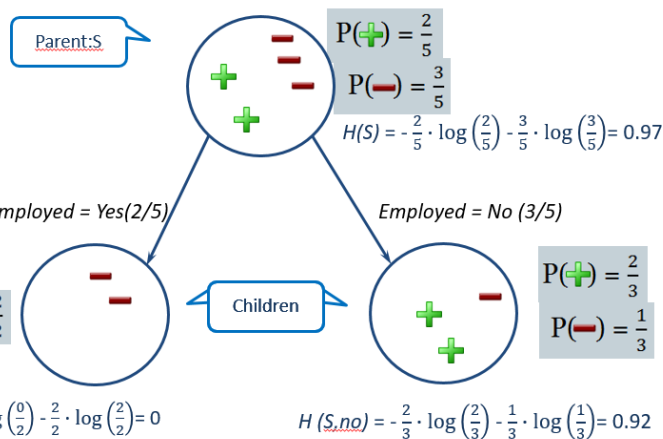 Parent:S
P(+) = 2/5
P(−) = 3/5
H(S) = - 2/5 · log (2/5) - 3/5 · log (3/5)= 0.97
mployed = Yes(2/5)
Employed = No (3/5)
Children
P(+) = 2/3
P(−) = 1/3
(0/2) - 2/2 · log (2/2)= 0
H (S,no) = - 2/3 · log (2/3) - 1/3 · log (1/3)= 0.92